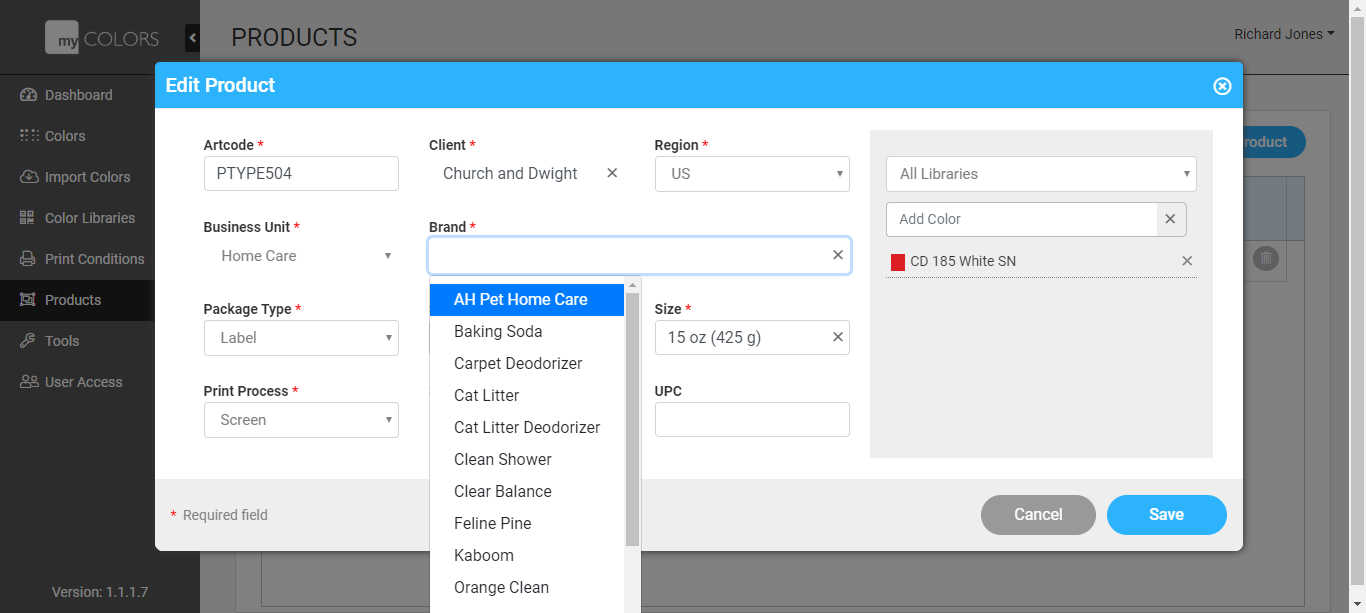 my COLORS
PRODUCTS
Richard Jones
Dashboard
Colors
Import Colors
Color Libraries
Print Conditions
Products
Tools
User Access
Version: 1.1.1.7
roduct
Edit Product
Artcode *
PTYPE504
Client *
Church and Dwight
Region *
US
Business Unit *
Home Care
Brand *
AH Pet Home Care
Baking Soda
Carpet Deodorizer
Cat Litter
Cat Litter Deodorizer
Clean Shower
Clear Balance
Feline Pine
Kaboom
Orange Clean
Package Type *
Label
Size *
15 oz (425 g)
Print Process *
Screen
UPC
All Libraries
Add Color
CD 185 White SN
* Required field
Cancel
Save